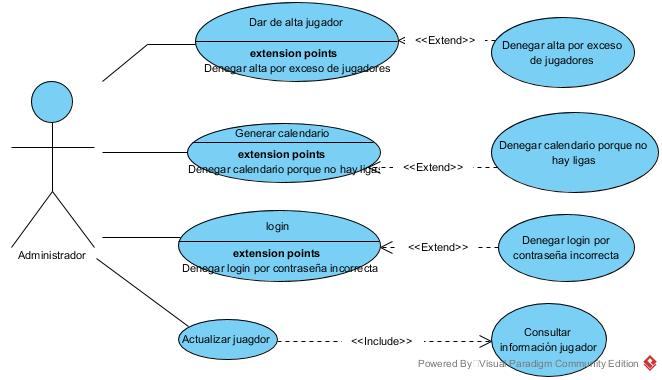 Dar de alta jugador
extension points
Denegar alta por exceso de jugadores
<<Extend>>
Denegar alta por exceso
de jugadores
Generar calendario
extension points
Denegar calendario porque no hay ligas
<<Extend>>
Denegar calendario porque no
hay ligas
Administrador
login
extension points
Denegar login por contraseña incorrecta
<<Extend>>
Denegar login por
contraseña incorrecta
Actualizar juagdor
<<Include>>
Consultar
información jugador
Powered By Visual Paradigm Community Edition